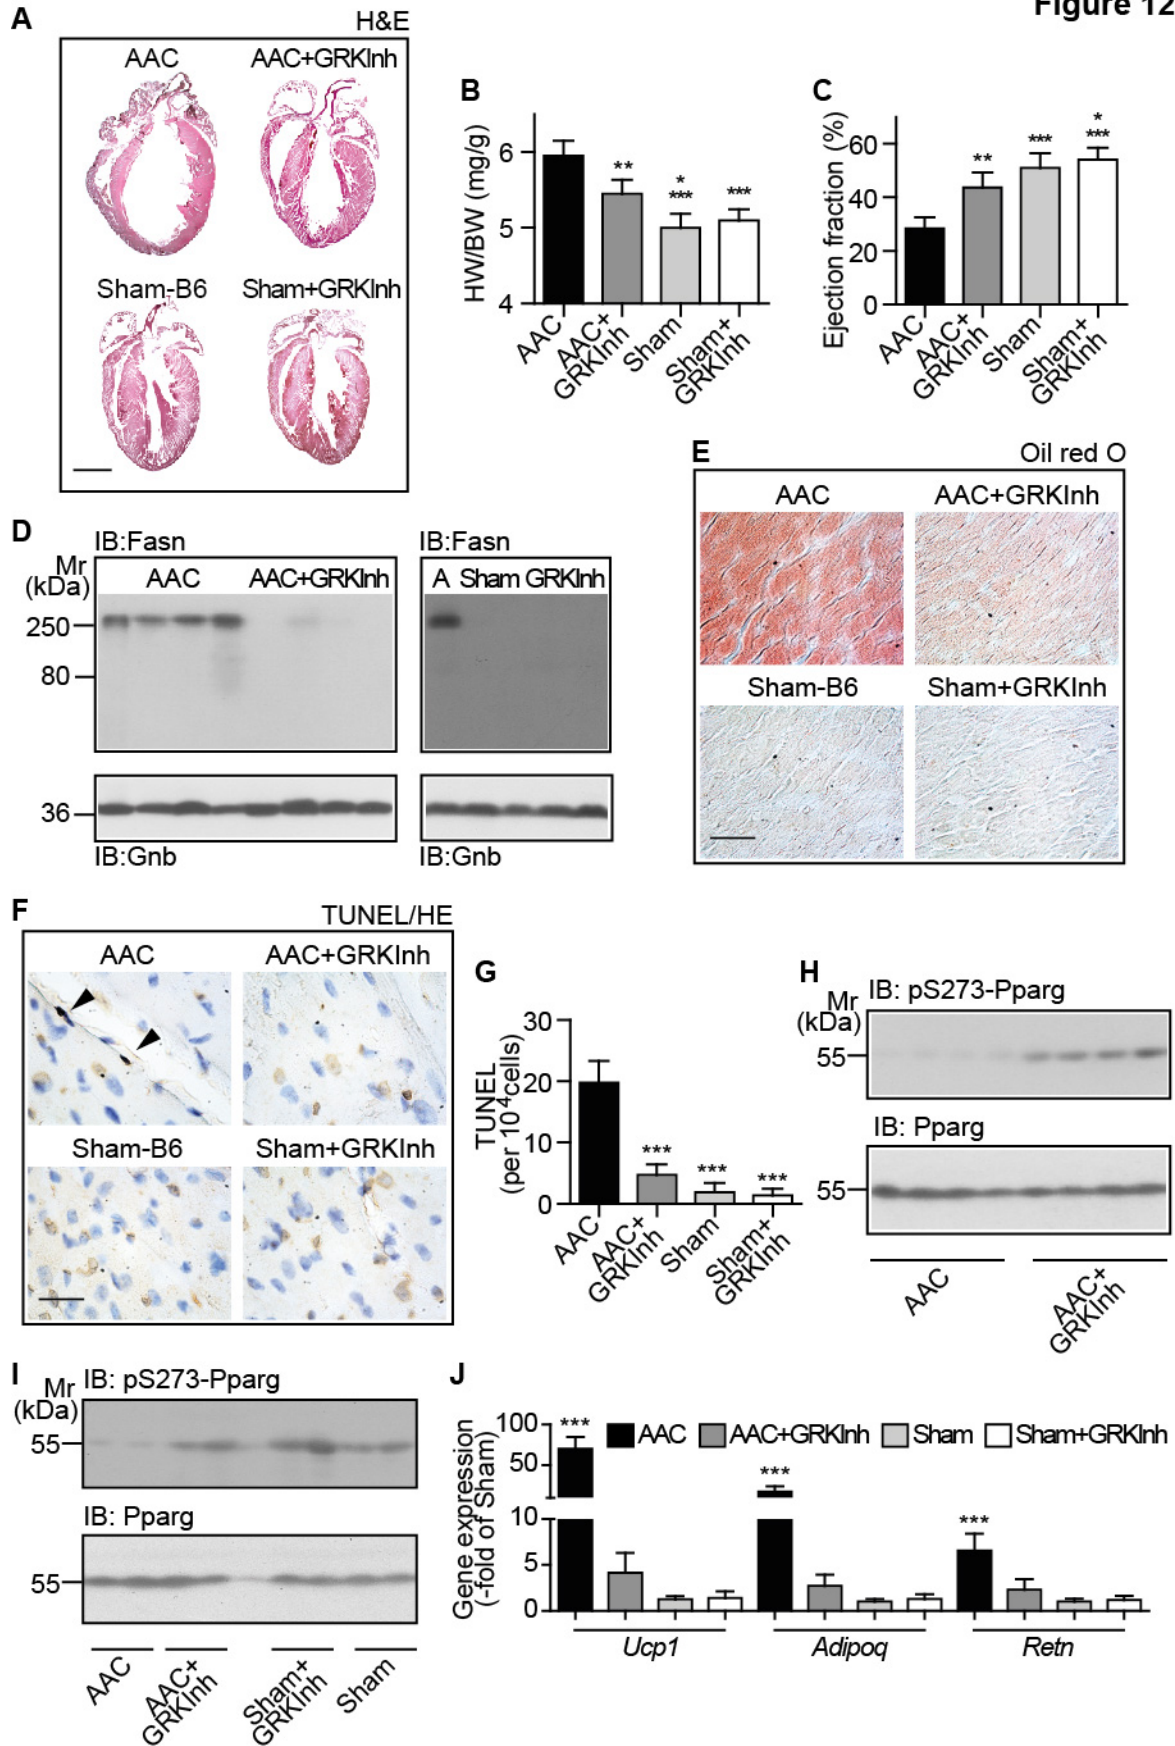 Figure 12
A
H&E
AAC
AAC+GRKInh
Sham-B6
Sham+GRKInh
B
HW/BW (mg/g)
6
5
4
**
*
***
***
AAC
AAC+
GRKInh
Sham
Sham+
GRKInh
C
Ejection fraction (%)
60
40
20
0
**
***
*
***
AAC
AAC+
GRKInh
Sham
Sham+
GRKInh
D
IB:Fasn
IB:Fasn
Mr
(kDa)
AAC
AAC+GRKInh
A Sham GRKInh
250
80
36
IB:Gnb
IB:Gnb
E
Oil red O
AAC
AAC+GRKInh
Sham-B6
Sham+GRKInh
F
TUNEL/HE
AAC
AAC+GRKInh
Sham-B6
Sham+GRKInh
G
TUNEL
(per 10⁴cells)
30
20
10
0
***
***
***
AAC
AAC+
GRKInh
Sham
Sham+
GRKInh
H
IB: pS273-Pparg
Mr
(kDa)
55
IB: Pparg
55
AAC
AAC+
GRKInh
I
IB: pS273-Pparg
Mr
(kDa)
55
IB: Pparg
55
AAC
AAC+
GRKInh
Sham+
GRKInh
Sham
J
Gene expression
(-fold of Sham)
100
50
10
5
0
AAC
AAC+GRKInh
Sham
Sham+GRKInh
***
***
***
Ucp1
Adipoq
Retn